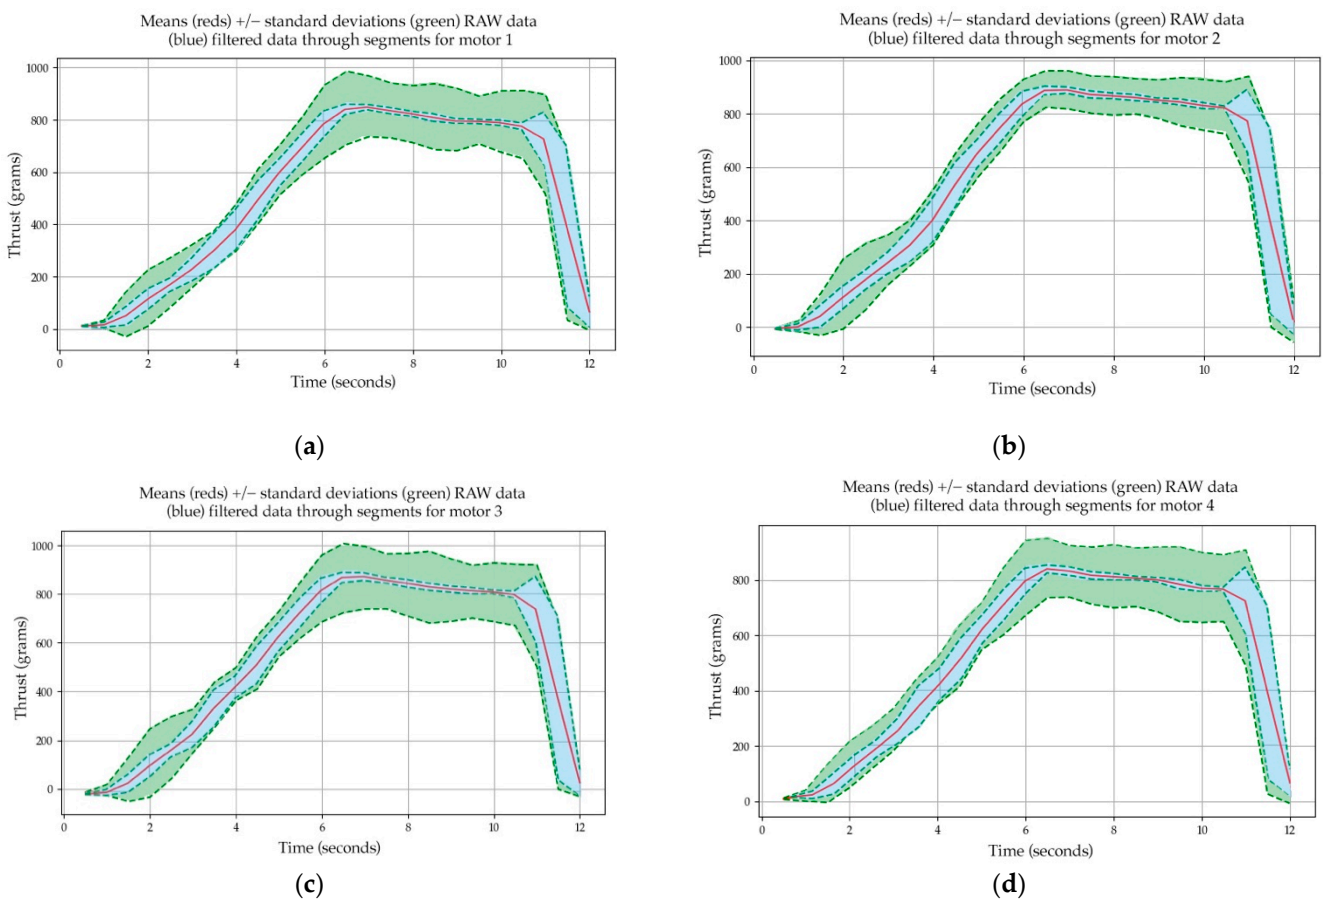 Means (reds) +/− standard deviations (green) RAW data
(blue) filtered data through segments for motor 1
1000
800
600
400
200
0
Thrust (grams)
0 2 4 6 8 10 12
Time (seconds)
(a)
Means (reds) +/− standard deviations (green) RAW data
(blue) filtered data through segments for motor 2
1000
800
600
400
200
0
Thrust (grams)
0 2 4 6 8 10 12
Time (seconds)
(b)
Means (reds) +/− standard deviations (green) RAW data
(blue) filtered data through segments for motor 3
1000
800
600
400
200
0
Thrust (grams)
0 2 4 6 8 10 12
Time (seconds)
(c)
Means (reds) +/− standard deviations (green) RAW data
(blue) filtered data through segments for motor 4
800
600
400
200
0
Thrust (grams)
0 2 4 6 8 10 12
Time (seconds)
(d)